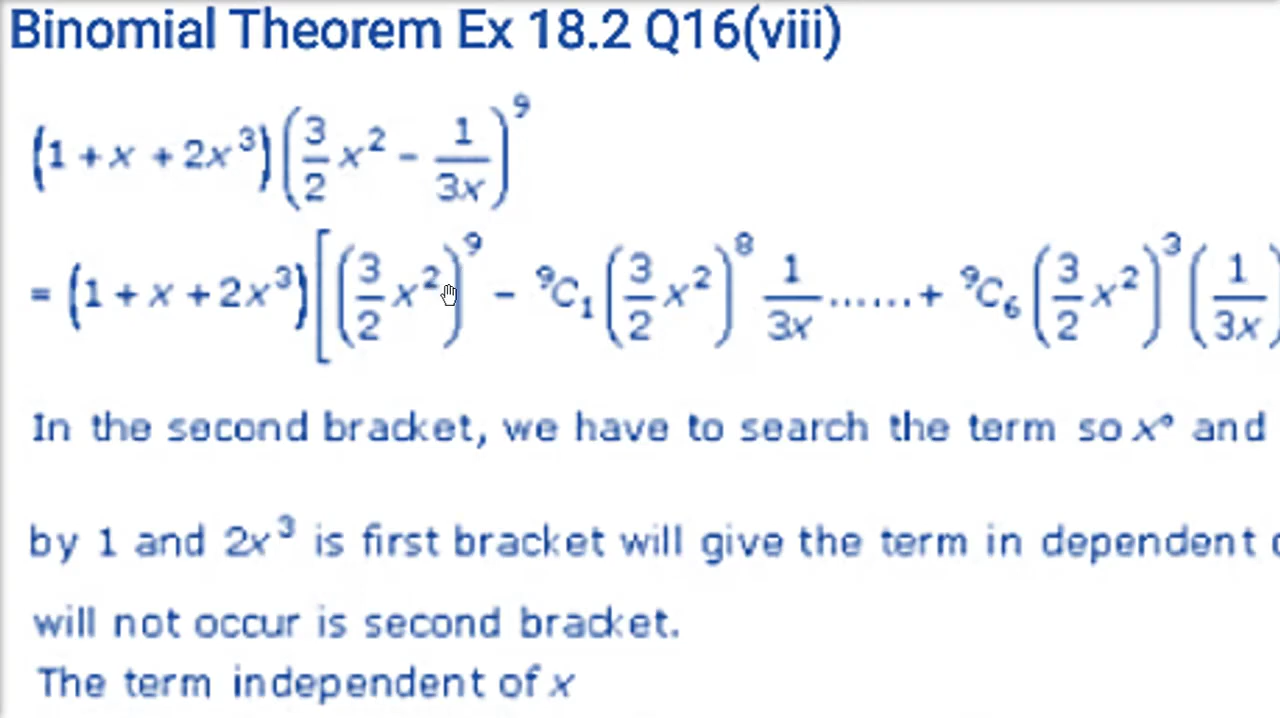 Binomial Theorem Ex 18.2 Q16(viii)
(1 + x + 2x³)(3/2 x² − 1/3x)⁹
= (1 + x + 2x³)[(3/2 x²)⁹ − ⁹C₁(3/2 x²)⁸ 1/3x ......+ ⁹C₆(3/2 x²)³(1/3x)
In the second bracket, we have to search the term so x° and
by 1 and 2x³ is first bracket will give the term in dependent
will not occur is second bracket.
The term independent of x